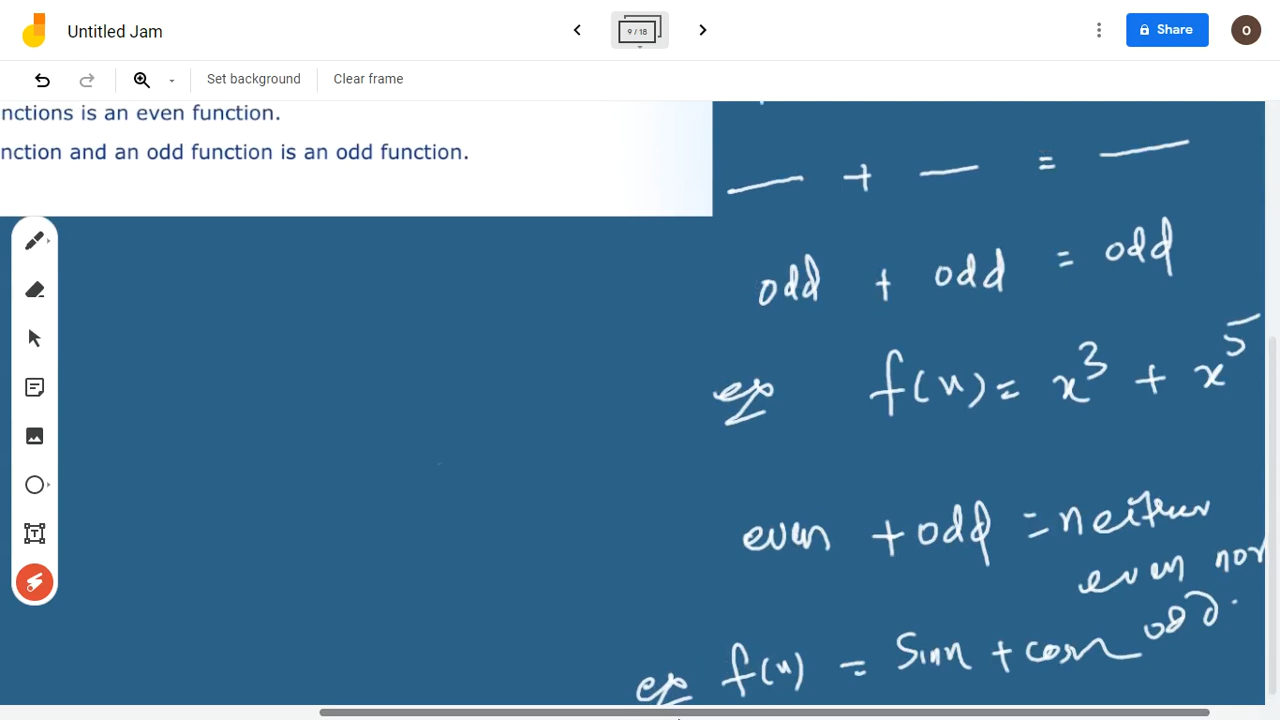 Untitled Jam
9 / 18
Share
O
Set background
Clear frame
nctions is an even function.
nction and an odd function is an odd function.
— + — = —
odd + odd = odd
eg f(x) = x³ + x⁵
even + odd = neither
even nor
odd.
eg f(x) = Sinx + cosx
T